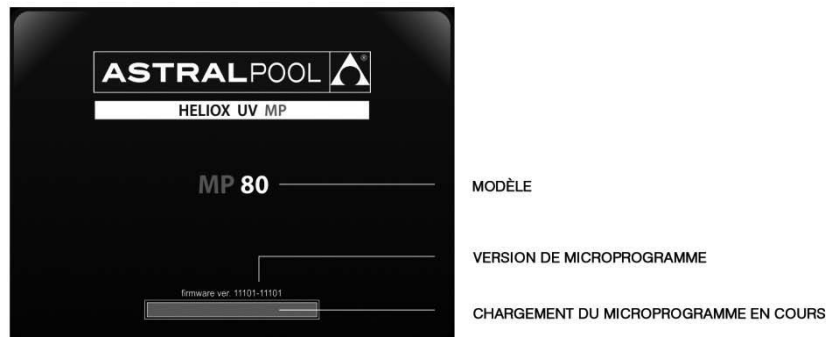 ASTRALPOOL
HELIOX UV MP
MP 80
MODÈLE
VERSION DE MICROPROGRAMME
firmware ver. 11101-11101
CHARGEMENT DU MICROPROGRAMME EN COURS